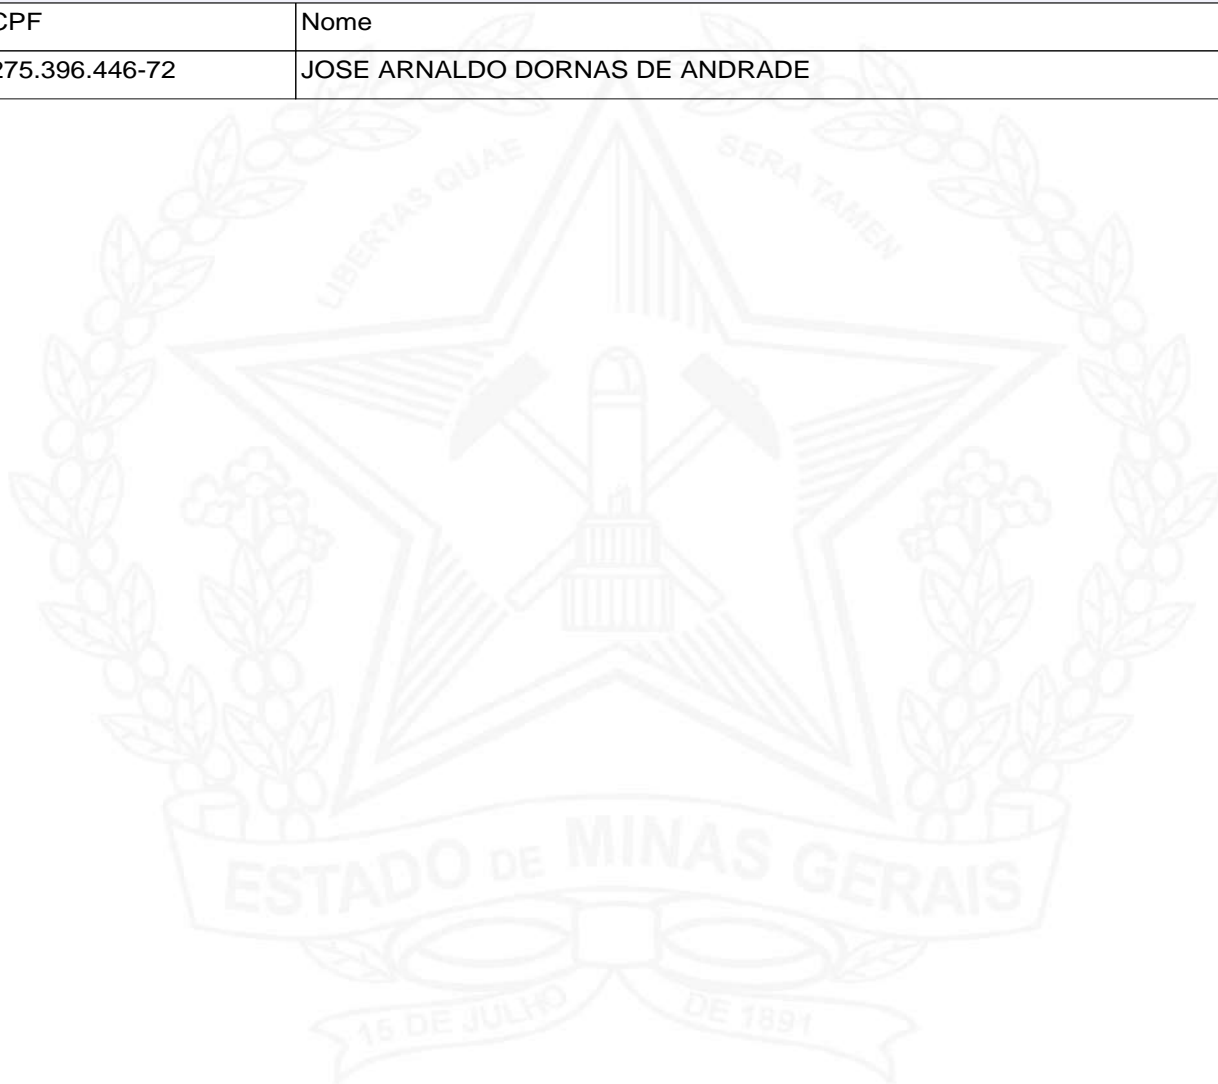 CPF Nome
275.396.446-72 JOSE ARNALDO DORNAS DE ANDRADE
LIBERTAS QUAE SERA TAMEN
ESTADO DE MINAS GERAIS
15 DE JULHO DE 1891